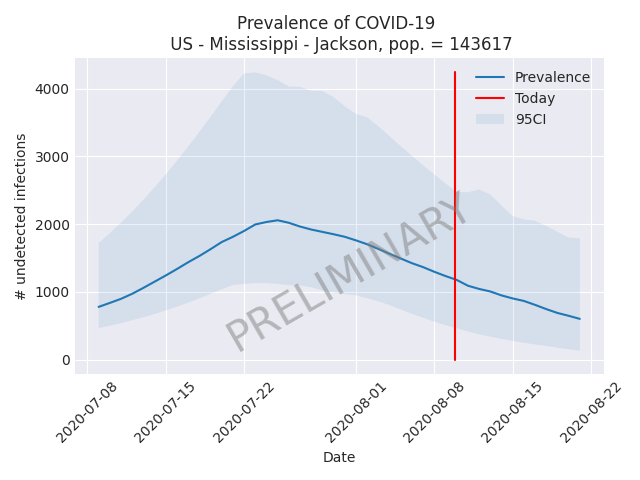 Prevalence of COVID-19
US - Mississippi - Jackson, pop. = 143617
Prevalence
Today
95CI
# undetected infections
4000
3000
2000
1000
0
PRELIMINARY
2020-07-08
2020-07-15
2020-07-22
2020-08-01
2020-08-08
2020-08-15
2020-08-22
Date